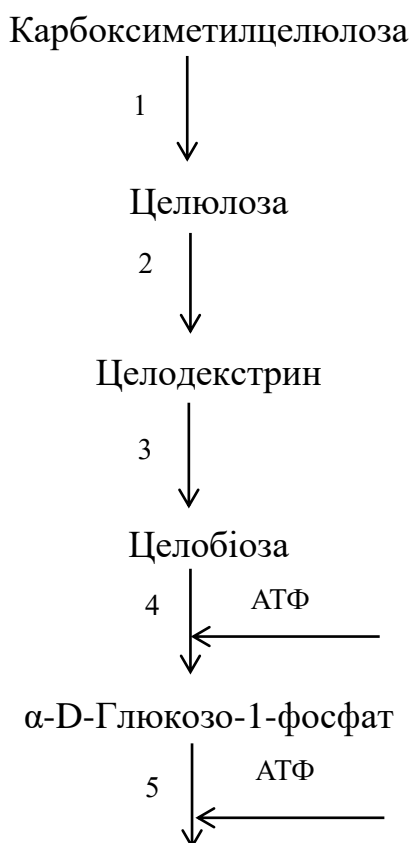 Карбоксиметилцелюлоза
1
Целюлоза
2
Целодекстрин
3
Целобіоза
4 АТФ
α-D-Глюкозо-1-фосфат
5 АТФ